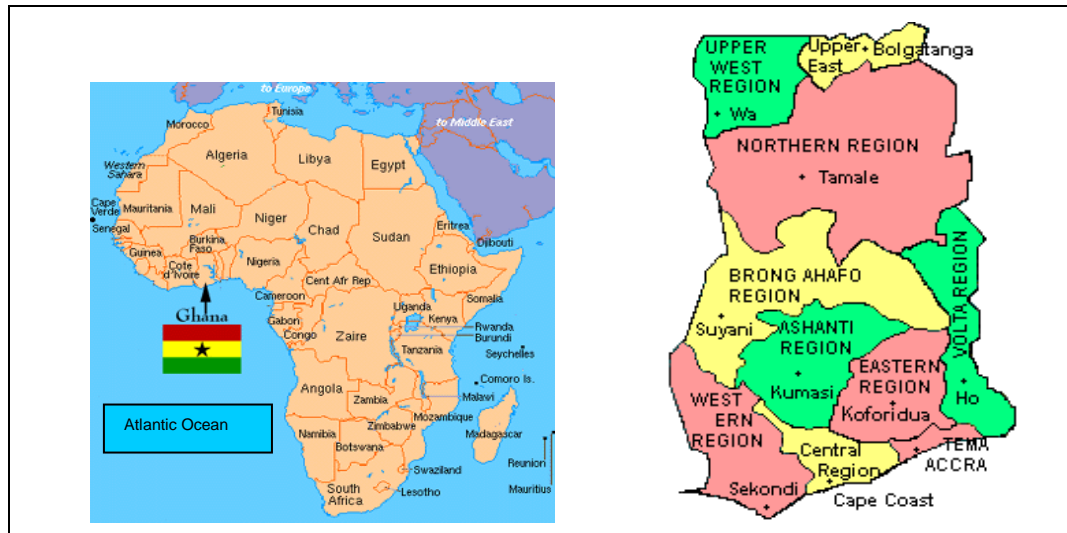 to Europe
to Middle East
Tunisia
Morocco
Algeria
Libya
Egypt
Western
Sahara
Cape
Verde
Mauritania
Mali
Niger
Chad
Sudan
Eritrea
Djibouti
Senegal
Guinea
Burkina
Faso
Cote
d'Ivoire
Nigeria
Cent Afr Rep
Ethiopia
Cameroon
Somalia
Ghana
Uganda
Gabon
Kenya
Congo
Zaire
Rwanda
Burundi
Tanzania
Seychelles
Comoro Is.
Angola
Zambia
Malawi
Mozambique
Zimbabwe
Madagascar
Namibia
Botswana
Reunion
Swaziland
Mauritius
South
Africa
Lesotho
Atlantic Ocean
UPPER
WEST
REGION
Wa
Upper
East
Bolgatanga
NORTHERN REGION
Tamale
BRONG AHAFO
REGION
Suyani
VOLTA REGION
ASHANTI
REGION
Kumasi
EASTERN
REGION
Koforidua
Ho
WEST
ERN
REGION
Central
Region
TEMA
ACCRA
Sekondi
Cape Coast